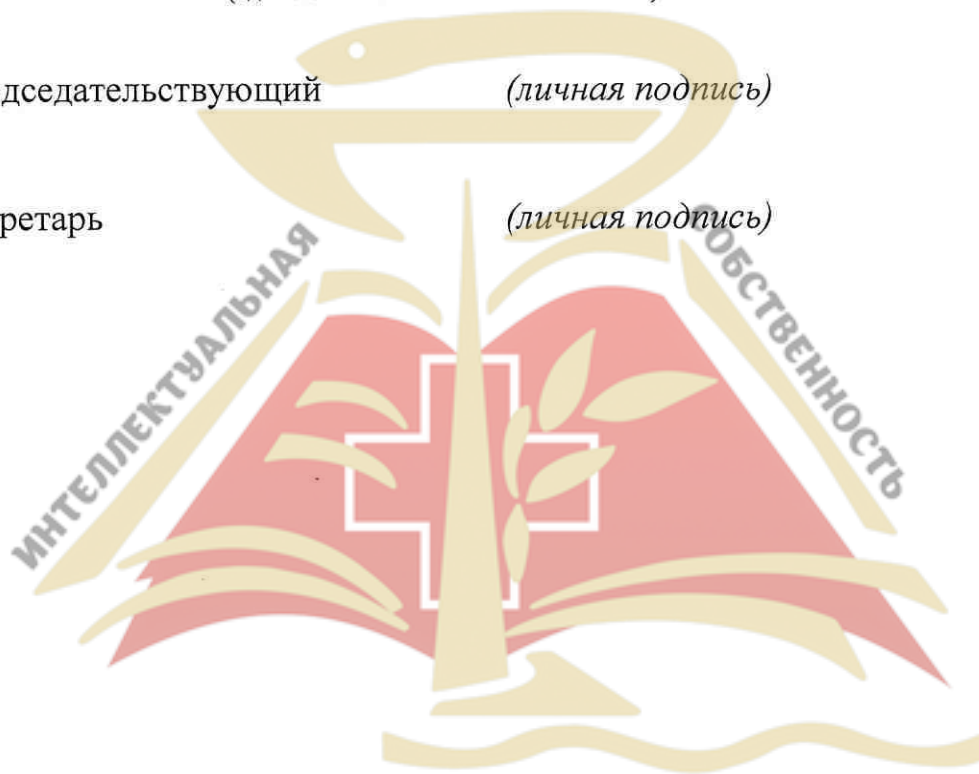 дседательствующий (личная подпись)
ретарь (личная подпись)
ИНТЕЛЛЕКТУАЛЬНАЯ
СОБСТВЕННОСТЬ